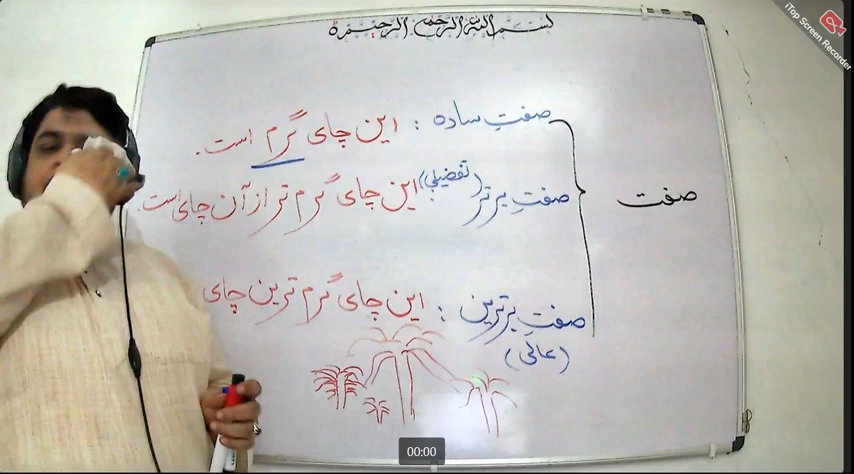 بسم الله الرحمن الرحیم
صفت
صفتِ ساده : این چای گرم است.
صفتِ برتر (تفضیلی) این چای گرم تر از آن چای است.
صفتِ برترین : این چای گرم ترین چای
(عالی)
iTop Screen Recorder
00:00